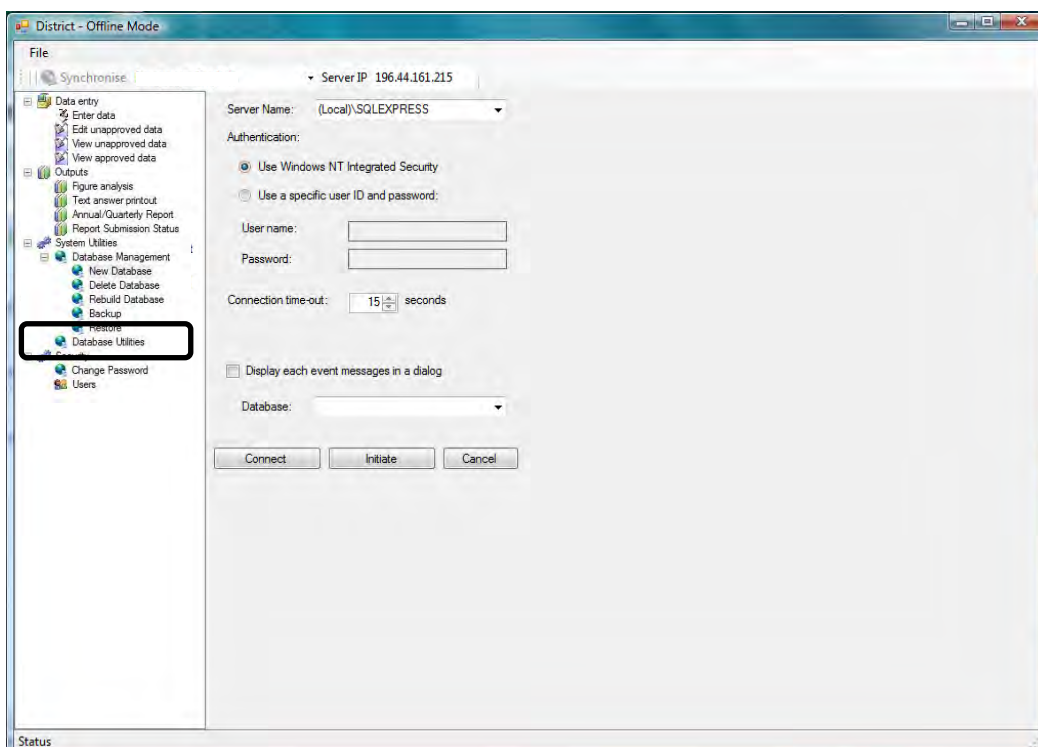 District - Offline Mode
File
Synchronise
Server IP 196.44.161.215
Data entry
Enter data
Edit unapproved data
View unapproved data
View approved data
Outputs
Figure analysis
Text answer printout
Annual/Quarterly Report
Report Submission Status
System Utilities
Database Management
New Database
Delete Database
Rebuild Database
Backup
Restore
Database Utilities
Security
Change Password
Users
Server Name: (Local)\SQLEXPRESS
Authentication:
Use Windows NT Integrated Security
Use a specific user ID and password:
User name:
Password:
Connection time-out: 15 seconds
Display each event messages in a dialog
Database:
Connect Initiate Cancel
Status